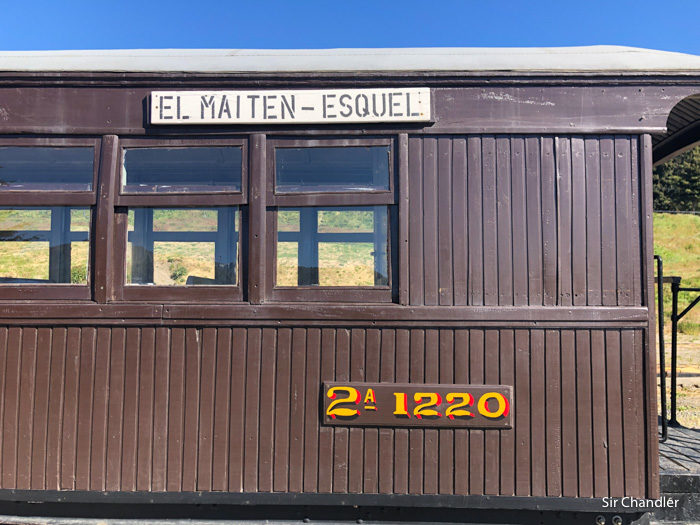 EL MAITEN-ESQUEL
2A 1220
Sir Chandler